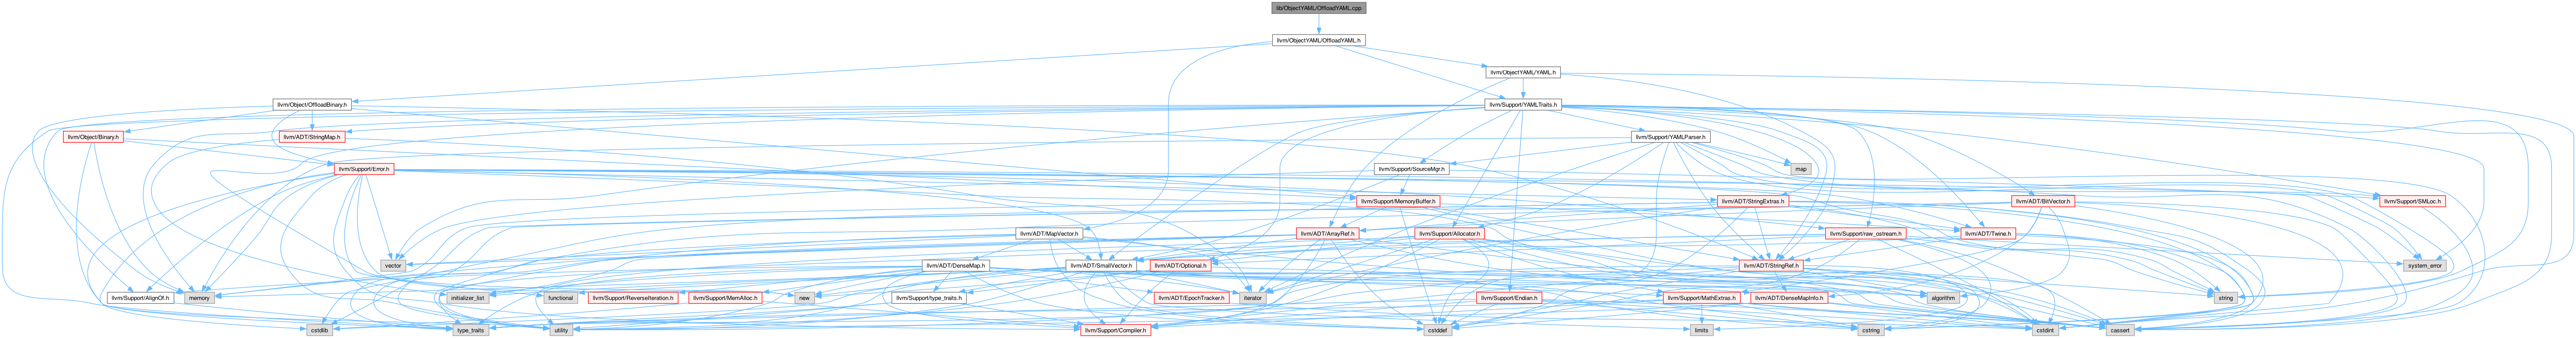 lib/ObjectYAML/OffloadYAML.cpp
llvm/ObjectYAML/OffloadYAML.h
llvm/ObjectYAML/YAML.h
llvm/Object/OffloadBinary.h
llvm/Support/YAMLTraits.h
llvm/Object/Binary.h
llvm/ADT/StringMap.h
llvm/Support/YAMLParser.h
llvm/Support/Error.h
llvm/Support/SourceMgr.h
map
llvm/Support/MemoryBuffer.h
llvm/ADT/StringExtras.h
llvm/ADT/BitVector.h
llvm/Support/SMLoc.h
llvm/ADT/MapVector.h
llvm/ADT/ArrayRef.h
llvm/Support/Allocator.h
llvm/Support/raw_ostream.h
llvm/ADT/Twine.h
vector
llvm/ADT/DenseMap.h
llvm/ADT/SmallVector.h
llvm/ADT/Optional.h
llvm/ADT/StringRef.h
system_error
llvm/Support/AlignOf.h
memory
initializer_list
functional
llvm/Support/ReverseIteration.h
llvm/Support/MemAlloc.h
new
llvm/Support/type_traits.h
llvm/ADT/EpochTracker.h
iterator
llvm/Support/Endian.h
llvm/Support/MathExtras.h
llvm/ADT/DenseMapInfo.h
algorithm
string
cstdlib
type_traits
utility
llvm/Support/Compiler.h
cstddef
limits
cstring
cstdint
cassert